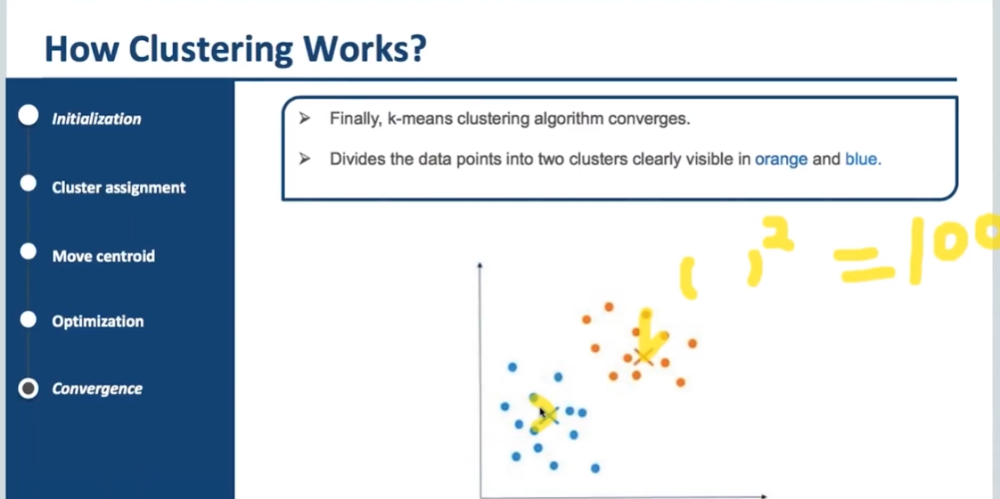 How Clustering Works?
Initialization
Cluster assignment
Move centroid
Optimization
Convergence
➤ Finally, k-means clustering algorithm converges.
➤ Divides the data points into two clusters clearly visible in orange and blue.
( )² = 100